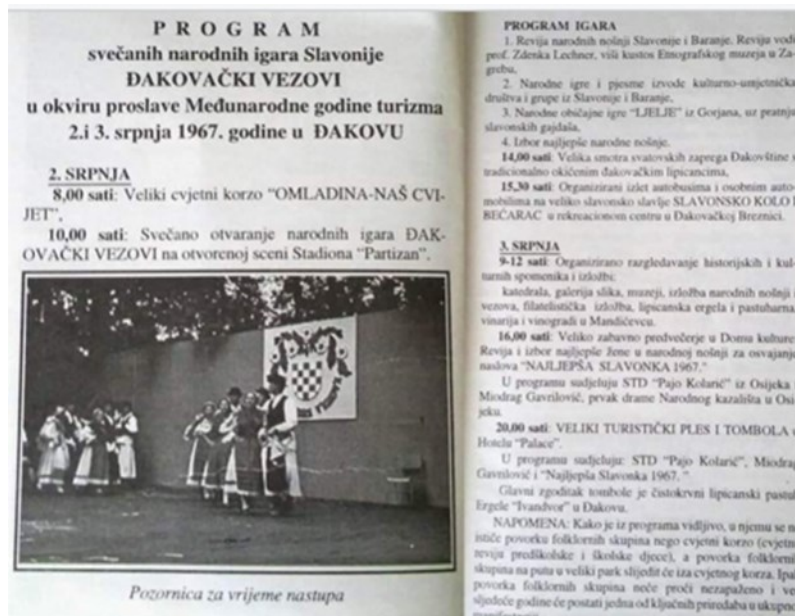 P R O G R A M
svečanih narodnih igara Slavonije
ĐAKOVAČKI VEZOVI
u okviru proslave Međunarodne godine turizma
2.i 3. srpnja 1967. godine u ĐAKOVU
2. SRPNJA
8,00 sati: Veliki cvjetni korzo "OMLADINA-NAŠ CVI-
JET",
10,00 sati: Svečano otvaranje narodnih igara ĐAK-
OVAČKI VEZOVI na otvorenoj sceni Stadiona "Partizan".
Pozornica za vrijeme nastupa
PROGRAM IGARA
1. Revija narodnih nošnji Slavonije i Baranje. Reviju vodi
prof. Zdenka Lechner, viši kustos Etnografskog muzeja u Za-
grebu,
2. Narodne igre i pjesme izvode kulturno-umjetnička
društva i grupe iz Slavonije i Baranje,
3. Narodne običajne igre "LJELJE" iz Gorjana, uz pratnju
slavonskih gajdaša,
4. Izbor najljepše narodne nošnje.
14,00 sati: Velika smotra svatovskih zaprega Đakovštine s
tradicionalno okićenim đakovačkim lipicancima,
15,30 sati: Organizirani izlet autobusima i osobnim auto-
mobilima na veliko slavonsko slavlje SLAVONSKO KOLO I
BEĆARAC u rekreacionom centru u Đakovačkoj Breznici.
3. SRPNJA
9-12 sati: Organizirano razgledavanje historijskih i kul-
turnih spomenika i izložbi:
katedrala, galerija slika, muzeji, izložba narodnih nošnji i
vezova, filatelistička izložba, lipicanska ergela i pastuharna,
vinarija i vinogradi u Mandićevcu.
16,00 sati: Veliko zabavno predvečerje u Domu kulture.
Revija i izbor najljepše žene u narodnoj nošnji za osvajanje
naslova "NAJLJEPŠA SLAVONKA 1967."
U programu sudjeluju STD "Pajo Kolarić" iz Osijeka
Miodrag Gavrilović, prvak drame Narodnog kazališta u Osi-
jeku.
20,00 sati: VELIKI TURISTIČKI PLES I TOMBOLA
Hotelu "Palace".
U programu sudjeluju: STD "Pajo Kolarić", Miodrag
Gavrilović i "Najljepša Slavonka 1967. "
Glavni zgoditak tombole je čistokrvni lipicanski pastuh
Ergele "Ivandvor" u Đakovu.
NAPOMENA: Kako je iz programa vidljivo, u njemu se n
ističe povorku folklornih skupina nego cvjetni korzo (cvjetni
reviju predškolske i školske djece), a povorka folklorni
skupina na putu u veliki park slijedit će iza cvjetnog korza. Ipa
povorka folklornih skupina neće proći nezapaženo i ve
sljedeće godine će postati jedna od ključnih priredaba u ukupno